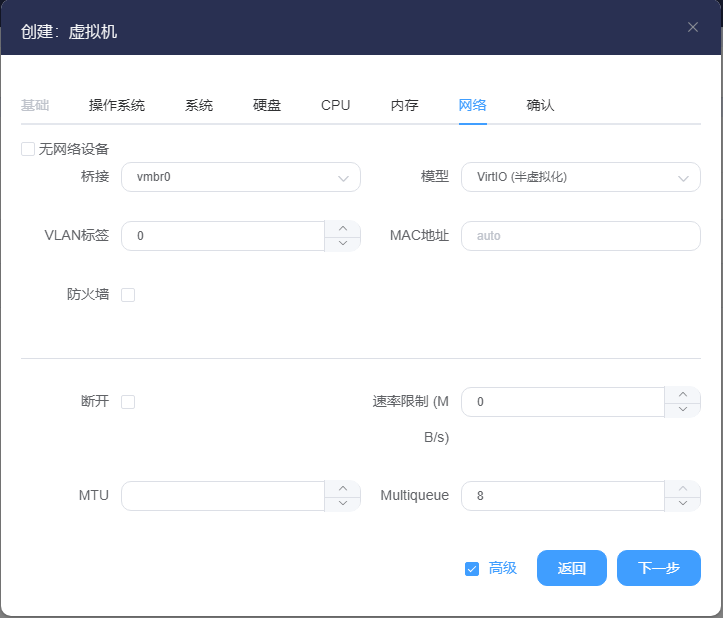 创建：虚拟机
基础 操作系统 系统 硬盘 CPU 内存 网络 确认
无网络设备
桥接 vmbr0 模型 VirtIO (半虚拟化)
VLAN标签 0 MAC地址 auto
防火墙
断开 速率限制 (M
B/s) 0
MTU Multiqueue 8
高级 返回 下一步